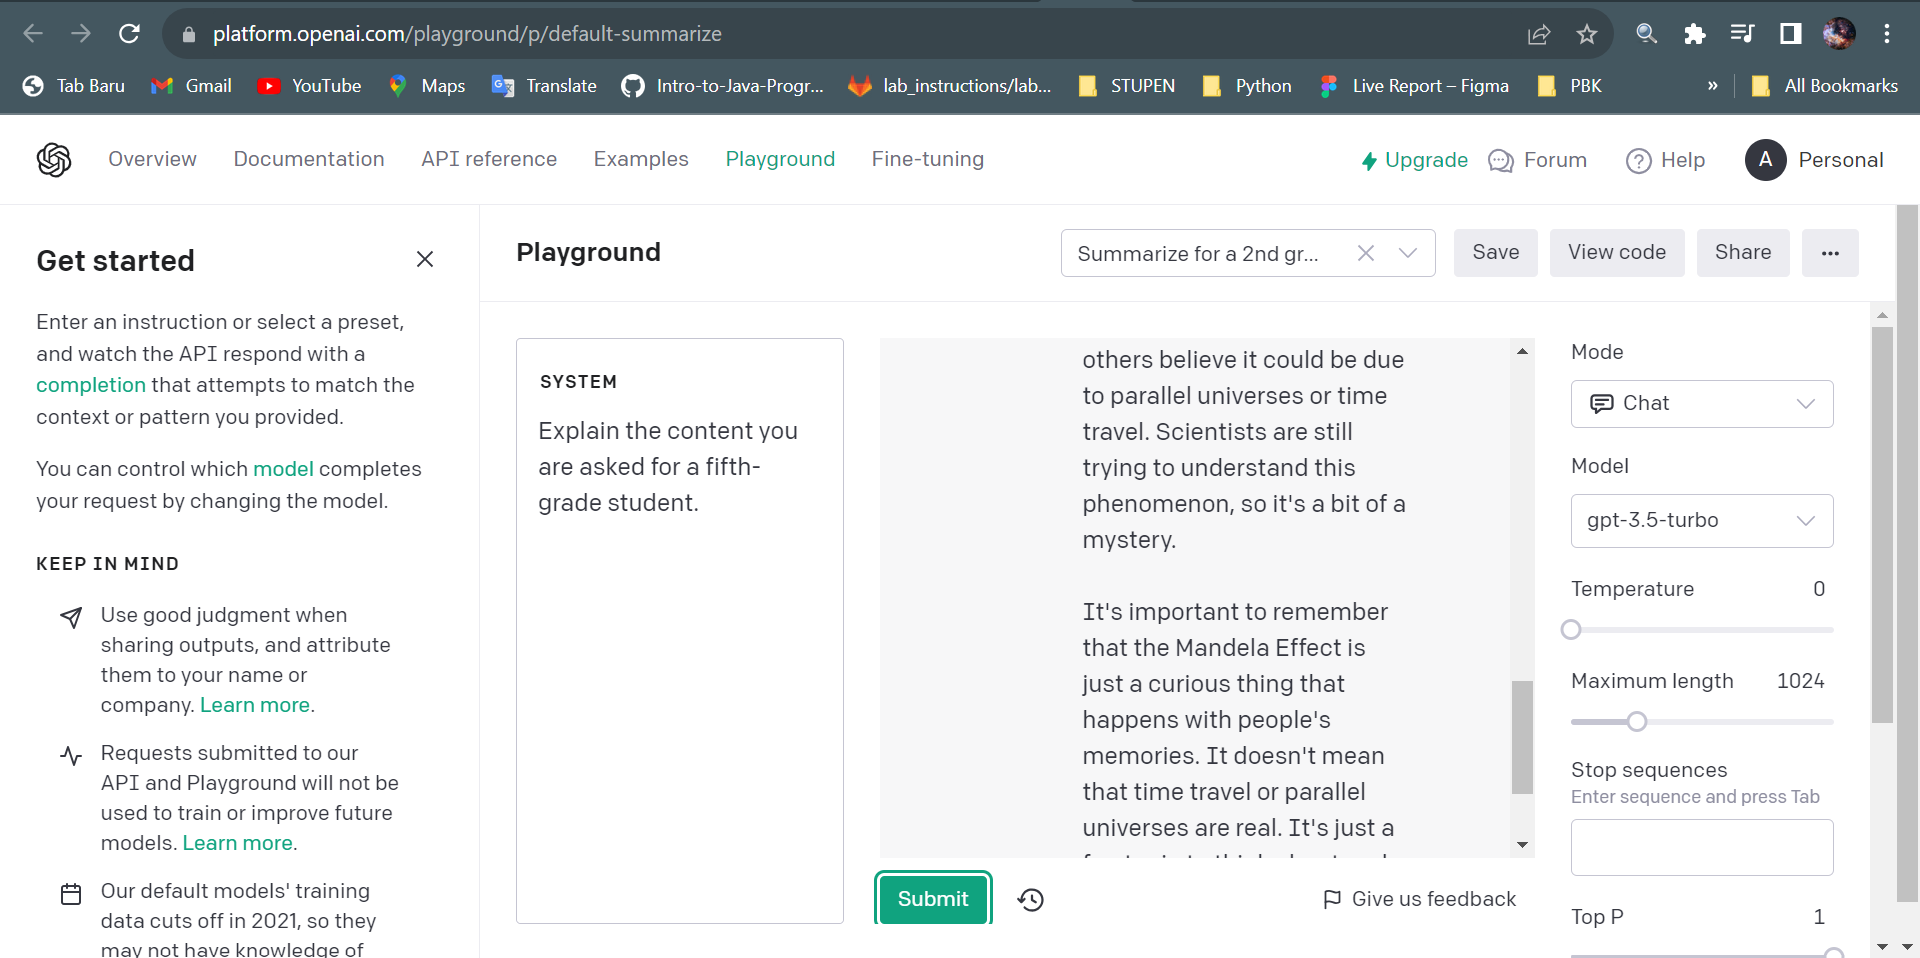 platform.openai.com/playground/p/default-summarize
Tab Baru
Gmail
YouTube
Maps
Translate
Intro-to-Java-Progr...
lab_instructions/lab...
STUPEN
Python
Live Report – Figma
PBK
»
All Bookmarks
Overview
Documentation
API reference
Examples
Playground
Fine-tuning
Upgrade
Forum
Help
A
Personal
Get started
Enter an instruction or select a preset,
and watch the API respond with a
completion that attempts to match the
context or pattern you provided.
You can control which model completes
your request by changing the model.
KEEP IN MIND
Use good judgment when
sharing outputs, and attribute
them to your name or
company. Learn more.
Requests submitted to our
API and Playground will not be
used to train or improve future
models. Learn more.
Our default models' training
data cuts off in 2021, so they
may not have knowledge of
Playground
Summarize for a 2nd gr...
Save
View code
Share
...
SYSTEM
Explain the content you
are asked for a fifth-
grade student.
others believe it could be due
to parallel universes or time
travel. Scientists are still
trying to understand this
phenomenon, so it's a bit of a
mystery.
It's important to remember
that the Mandela Effect is
just a curious thing that
happens with people's
memories. It doesn't mean
that time travel or parallel
universes are real. It's just a
Submit
Give us feedback
Mode
Chat
Model
gpt-3.5-turbo
Temperature 0
Maximum length 1024
Stop sequences
Enter sequence and press Tab
Top P 1